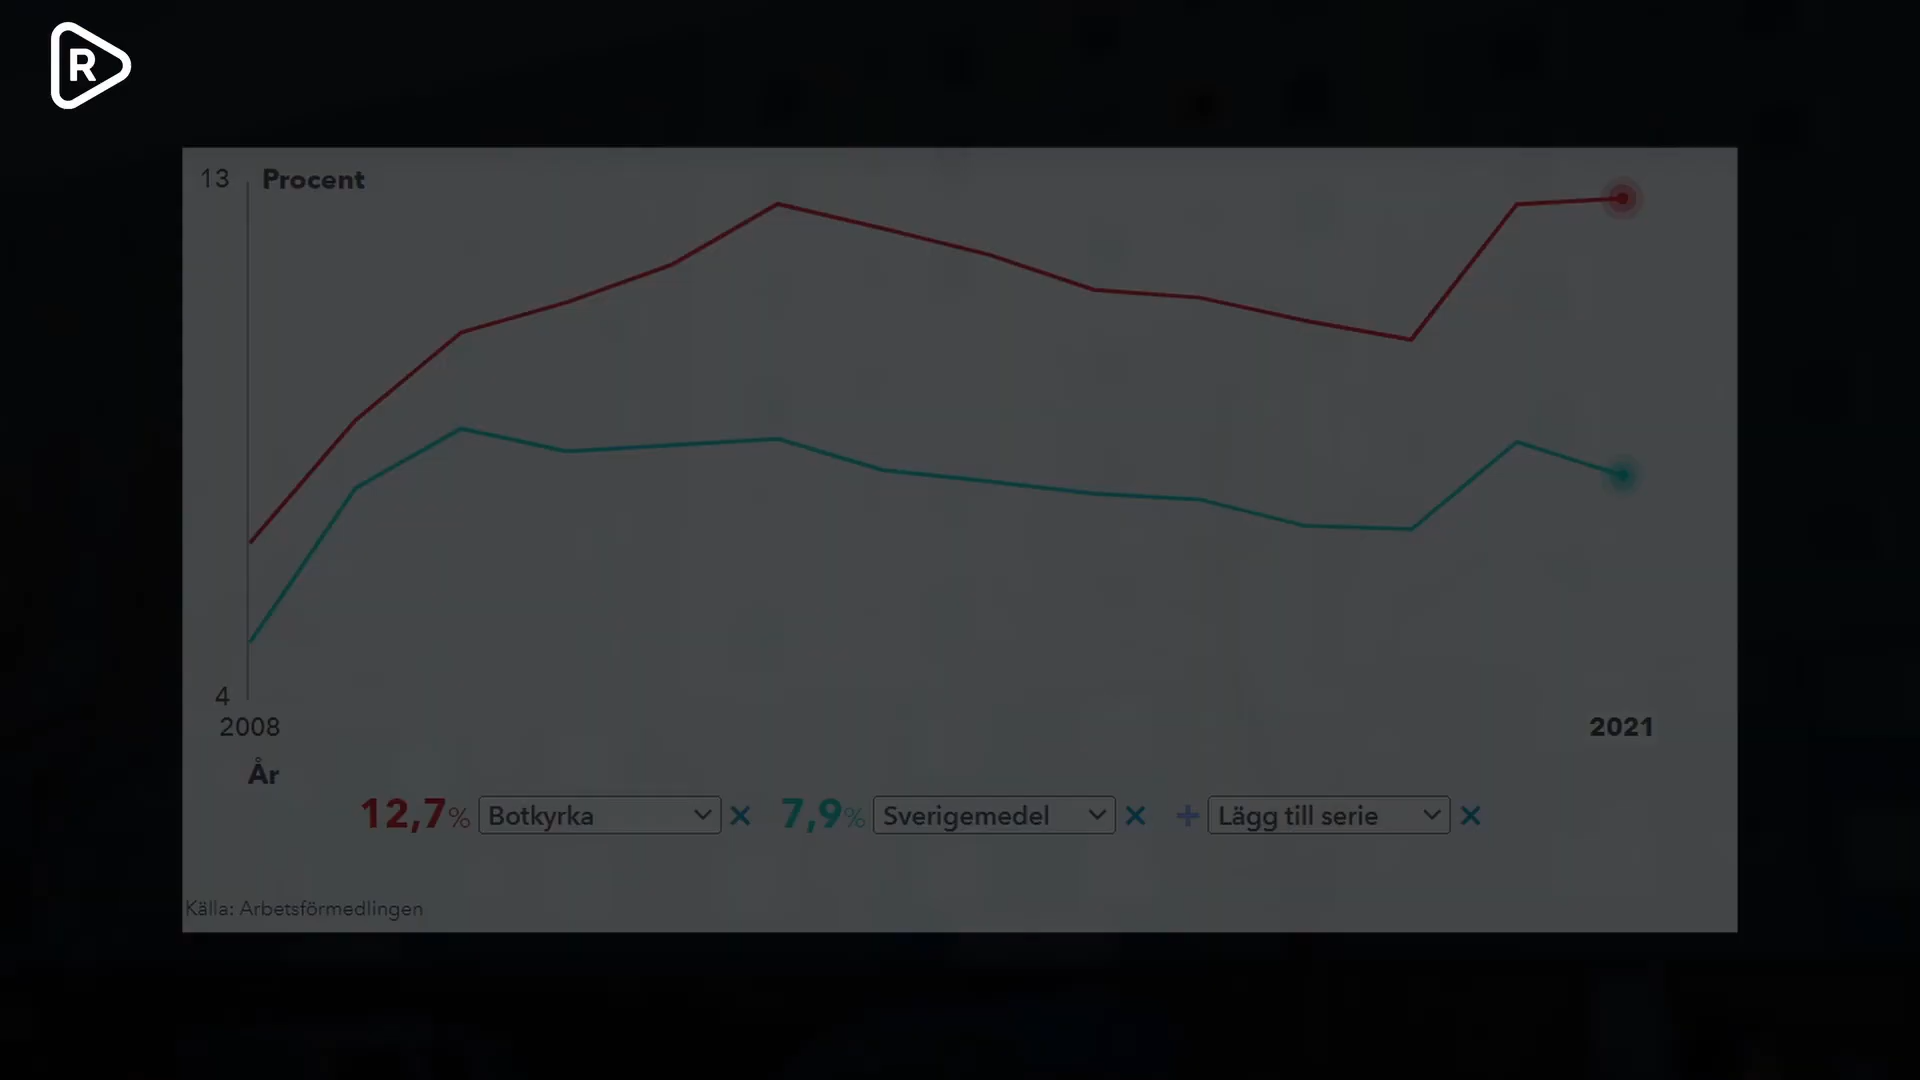 R
13 Procent
4
2008 2021
År
12,7% Botkyrka 7,9% Sverigemedel Lägg till serie
Källa: Arbetsförmedlingen